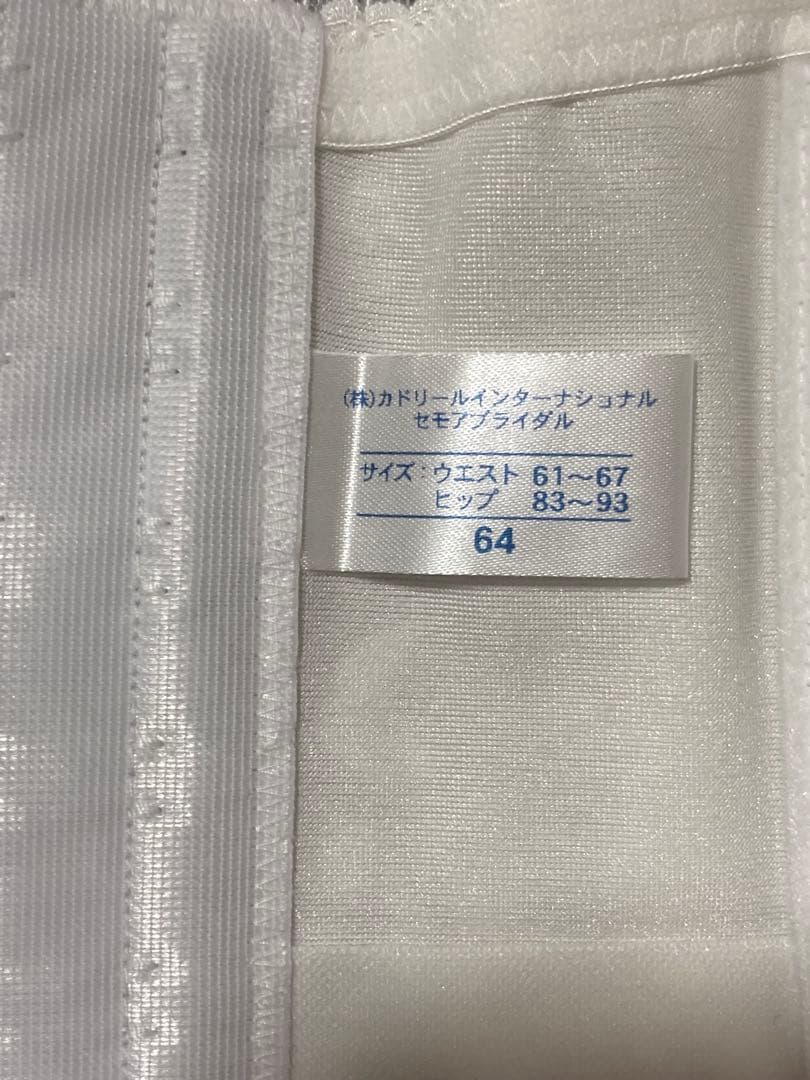 (株)カドリールインターナショナル
セモアブライダル
サイズ:ウエスト 61〜67
ヒップ 83〜93
64